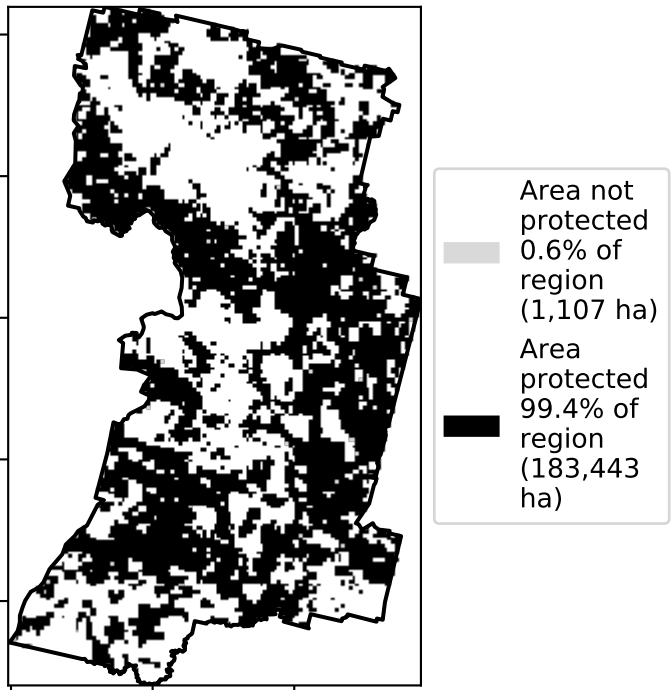 Area not
protected
0.6% of
region
(1,107 ha)
Area
protected
99.4% of
region
(183,443
ha)